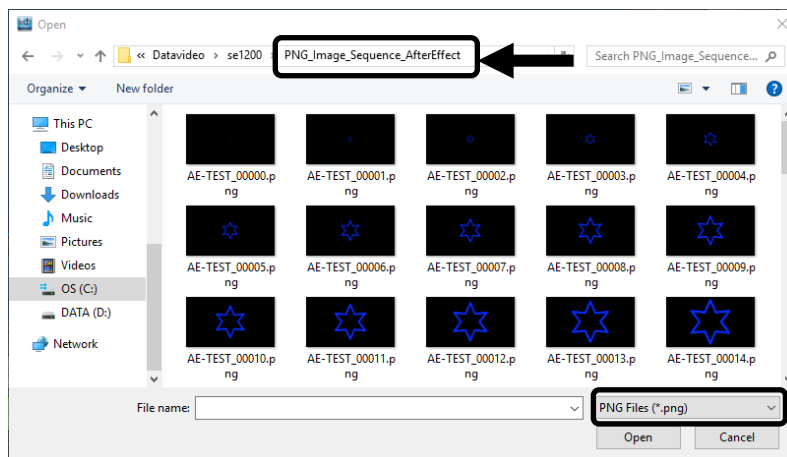 Open
« Datavideo › se1200 › PNG_Image_Sequence_AfterEffect
Search PNG_Image_Sequence...
Organize
New folder
This PC
Desktop
Documents
Downloads
Music
Pictures
Videos
OS (C:)
DATA (D:)
Network
AE-TEST_00000.p
ng
AE-TEST_00001.p
ng
AE-TEST_00002.p
ng
AE-TEST_00003.p
ng
AE-TEST_00004.p
ng
AE-TEST_00005.p
ng
AE-TEST_00006.p
ng
AE-TEST_00007.p
ng
AE-TEST_00008.p
ng
AE-TEST_00009.p
ng
AE-TEST_00010.p
ng
AE-TEST_00011.p
ng
AE-TEST_00012.p
ng
AE-TEST_00013.p
ng
AE-TEST_00014.p
ng
File name:
PNG Files (*.png)
Open
Cancel